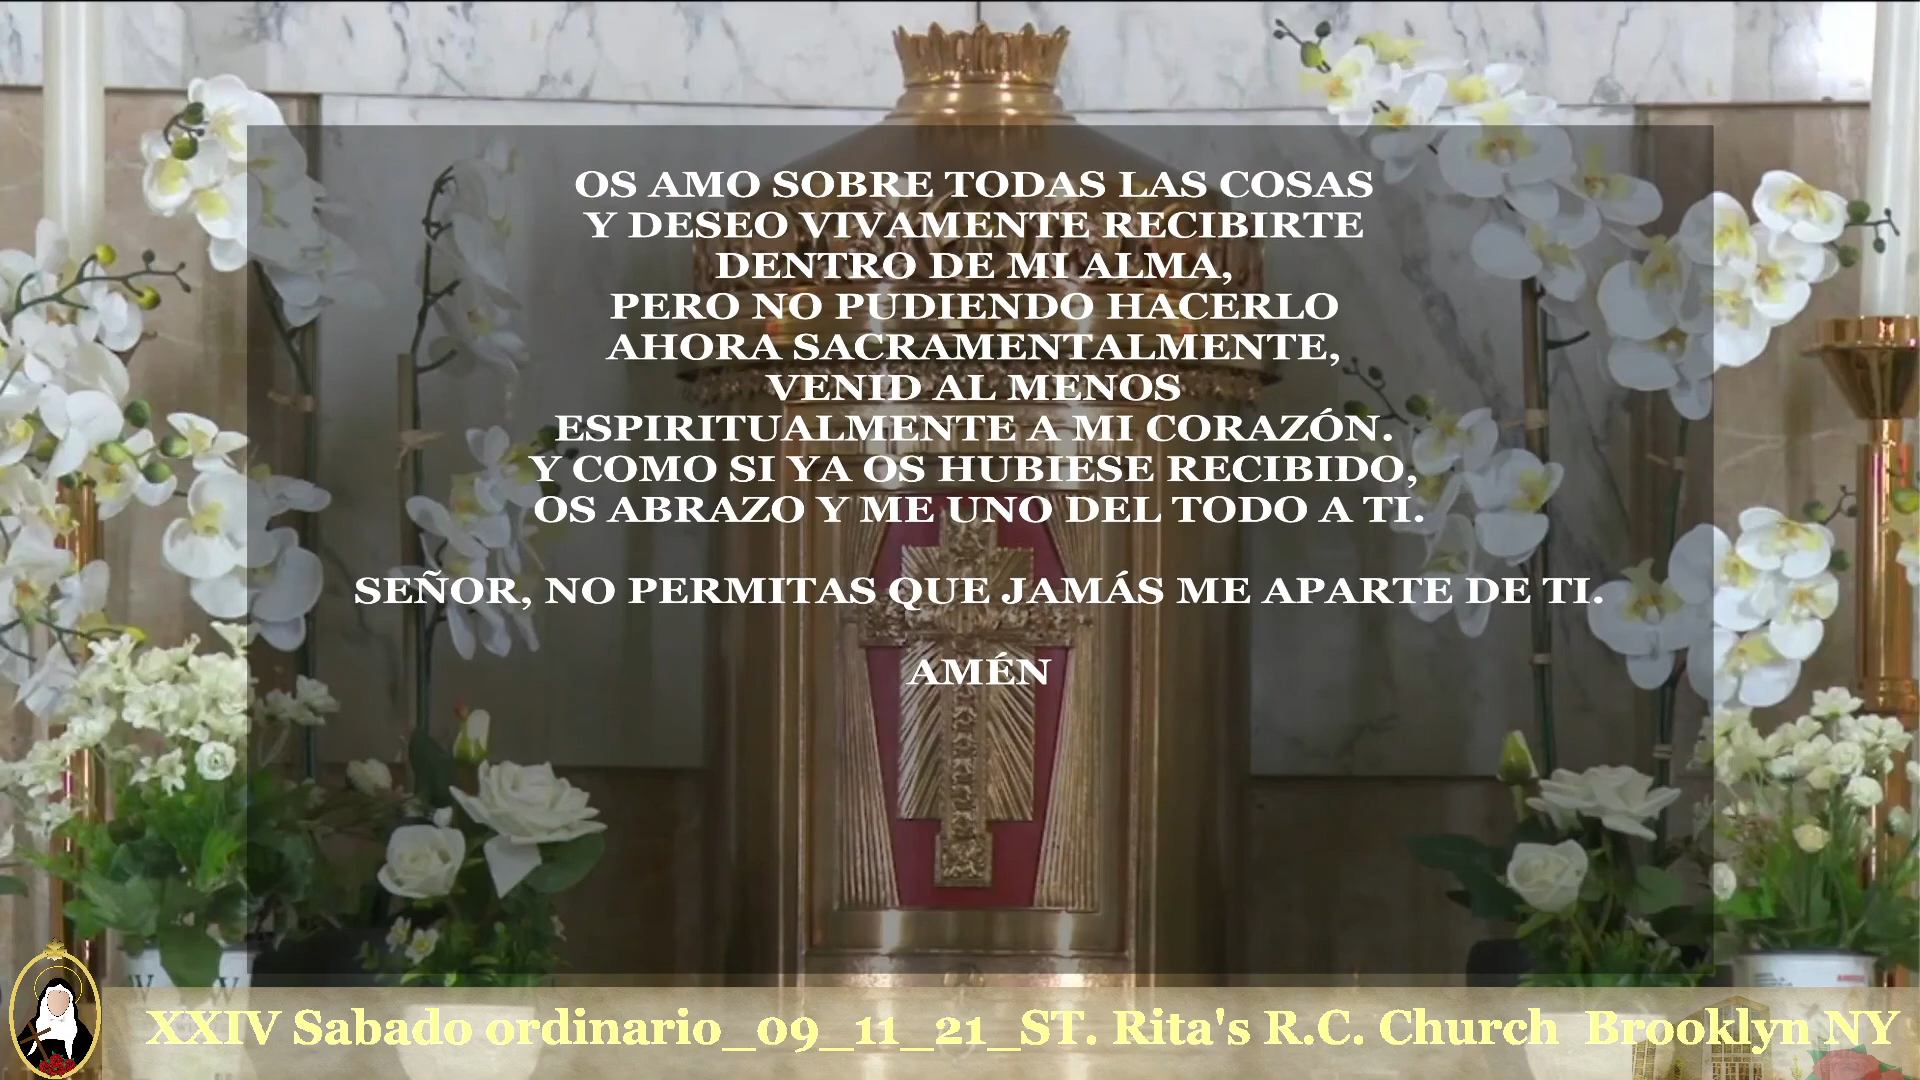 OS AMO SOBRE TODAS LAS COSAS
Y DESEO VIVAMENTE RECIBIRTE
DENTRO DE MI ALMA,
PERO NO PUDIENDO HACERLO
AHORA SACRAMENTALMENTE,
VENID AL MENOS
ESPIRITUALMENTE A MI CORAZÓN.
Y COMO SI YA OS HUBIESE RECIBIDO,
OS ABRAZO Y ME UNO DEL TODO A TI.
SEÑOR, NO PERMITAS QUE JAMÁS ME APARTE DE TI.
AMÉN
W W
XXIV Sabado ordinario_09_11_21_ST. Rita's R.C. Church Brooklyn NY